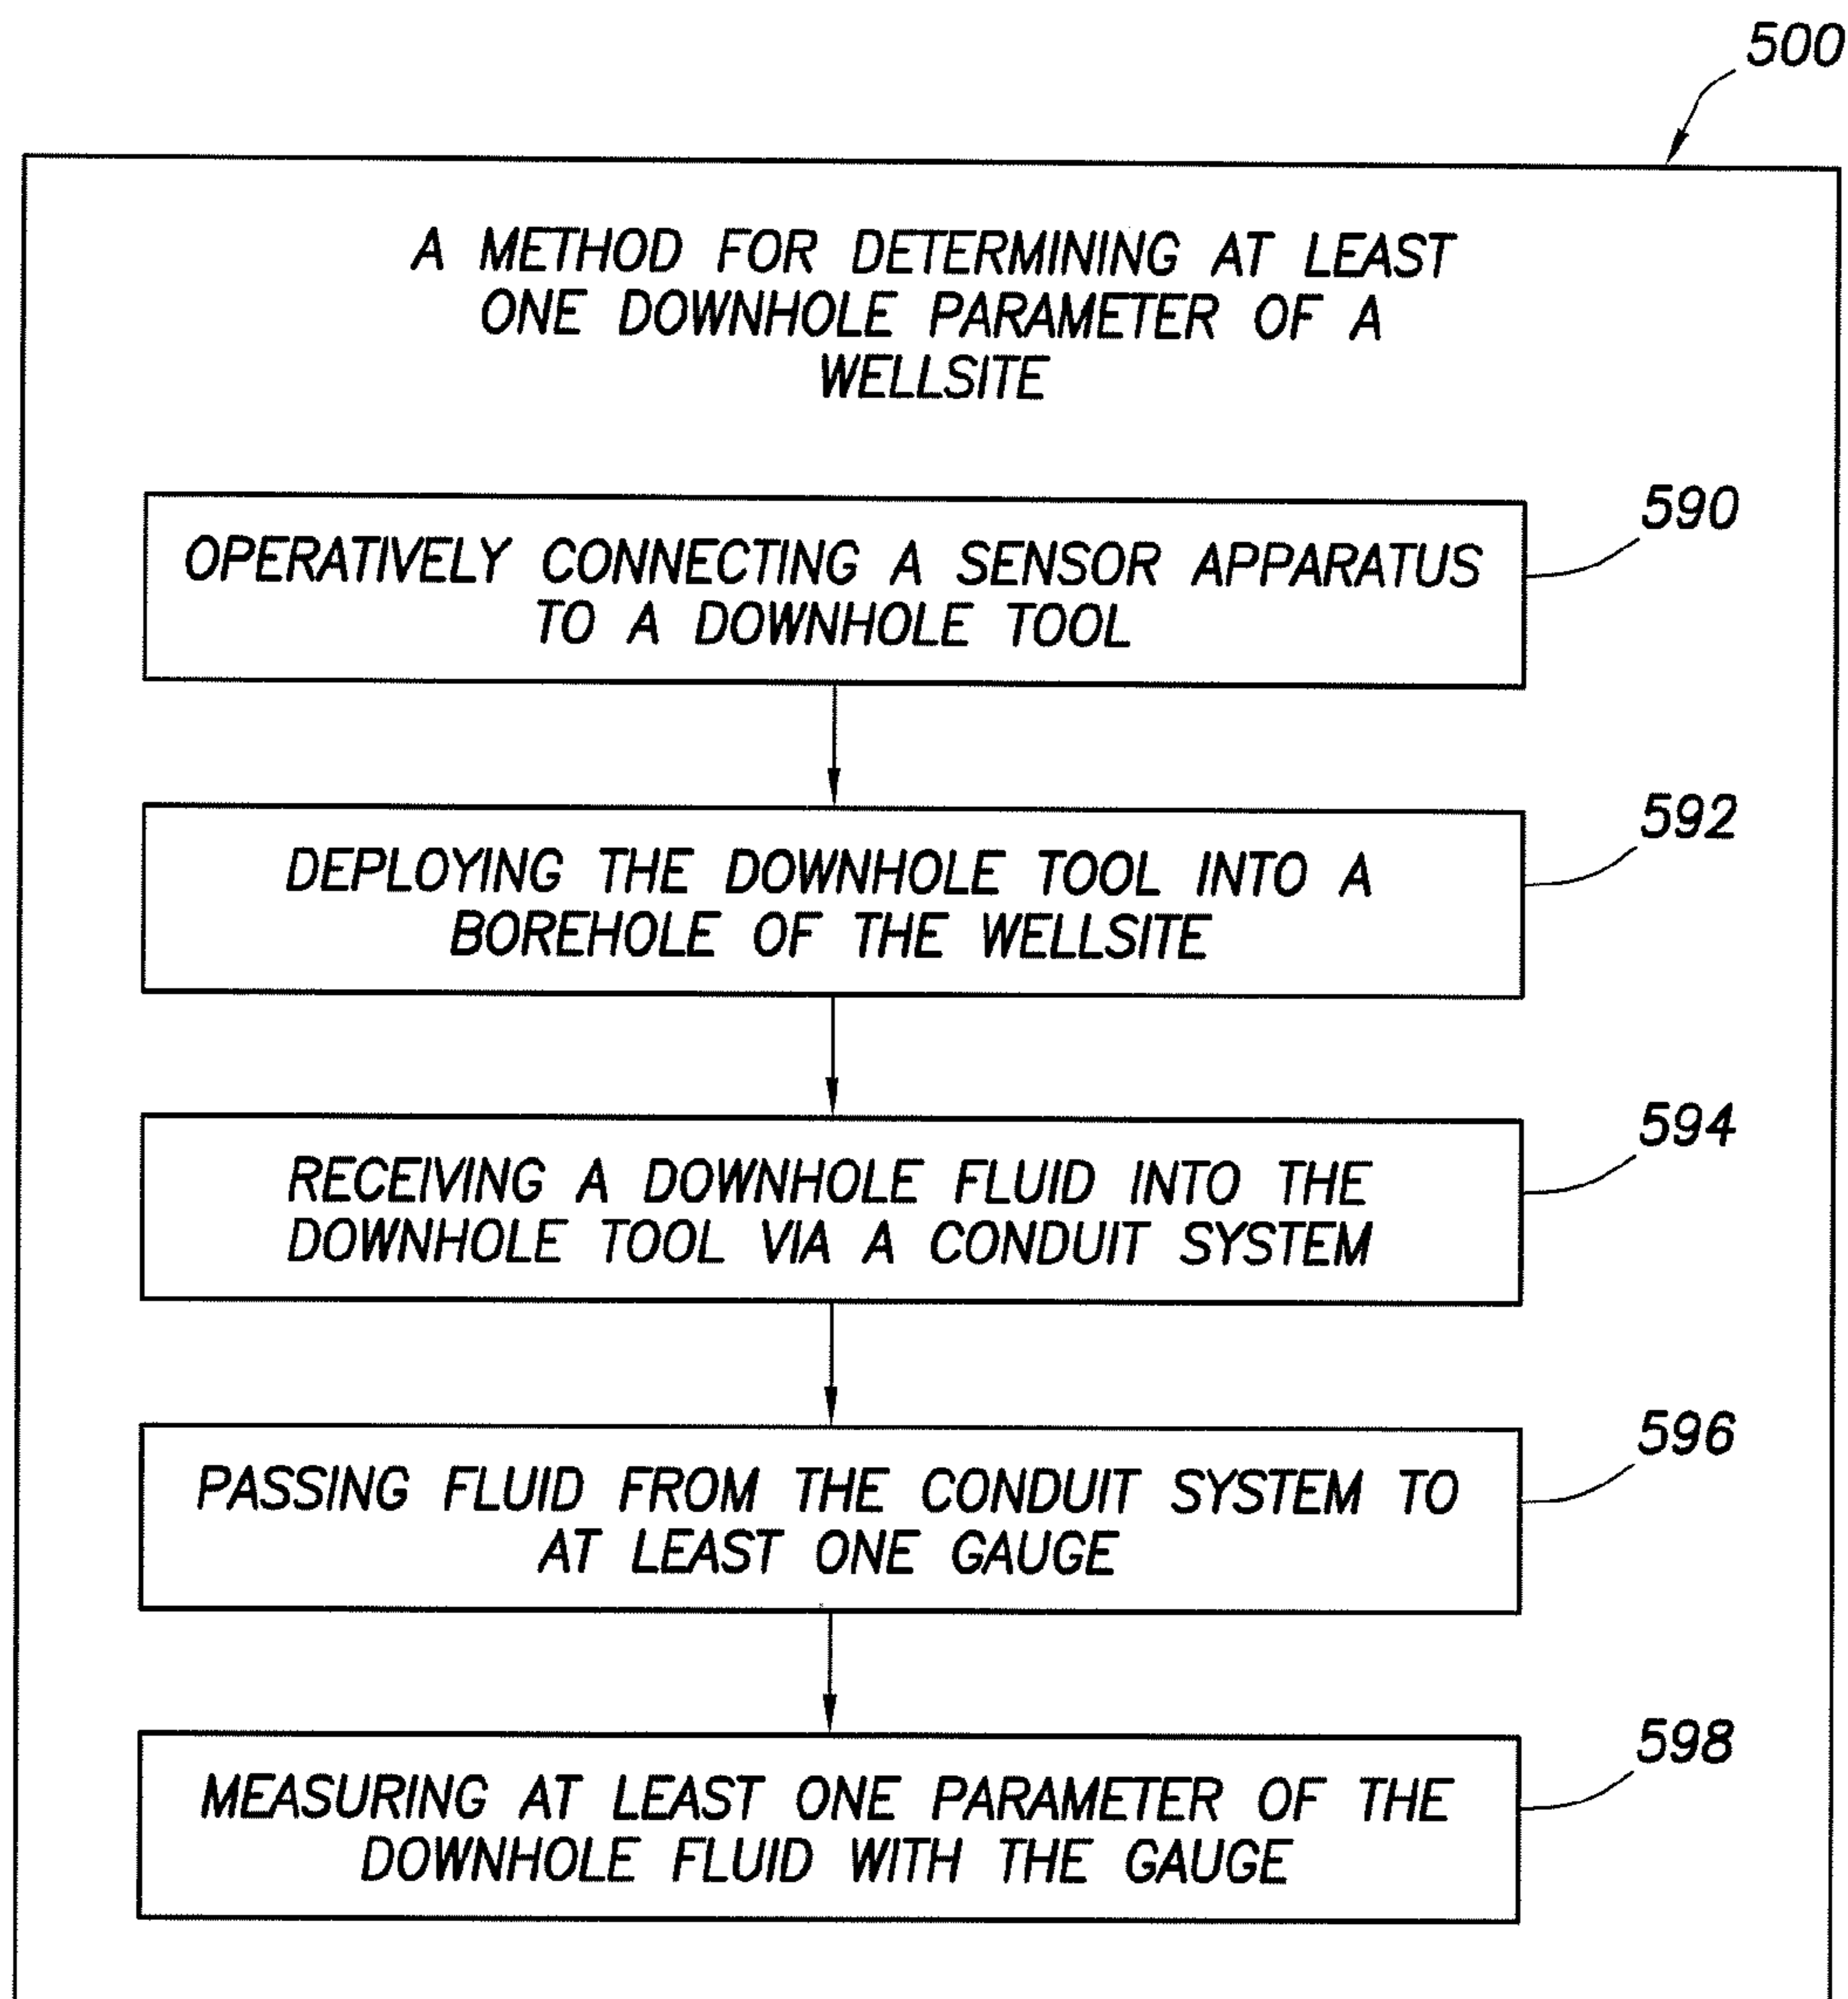 500
A METHOD FOR DETERMINING AT LEAST
ONE DOWNHOLE PARAMETER OF A
WELLSITE
590
OPERATIVELY CONNECTING A SENSOR APPARATUS
TO A DOWNHOLE TOOL
592
DEPLOYING THE DOWNHOLE TOOL INTO A
BOREHOLE OF THE WELLSITE
594
RECEIVING A DOWNHOLE FLUID INTO THE
DOWNHOLE TOOL VIA A CONDUIT SYSTEM
596
PASSING FLUID FROM THE CONDUIT SYSTEM TO
AT LEAST ONE GAUGE
598
MEASURING AT LEAST ONE PARAMETER OF THE
DOWNHOLE FLUID WITH THE GAUGE